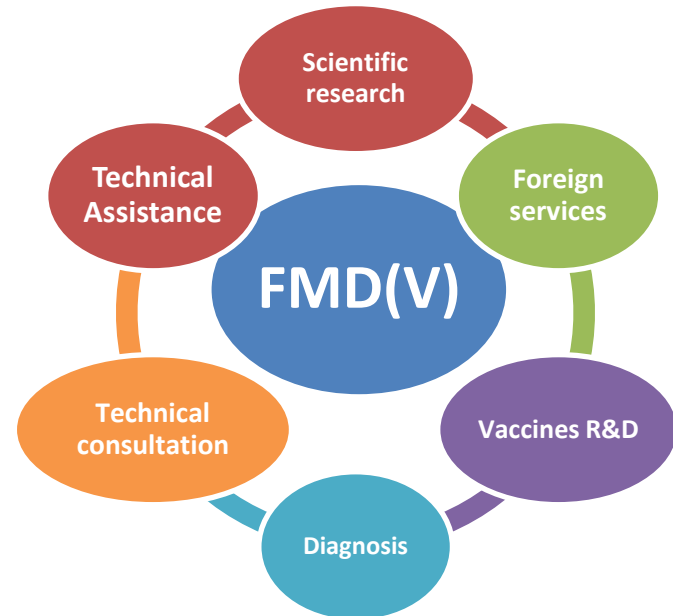 Scientific
research
Technical
Assistance
Foreign
services
FMD(V)
Technical
consultation
Vaccines R&D
Diagnosis